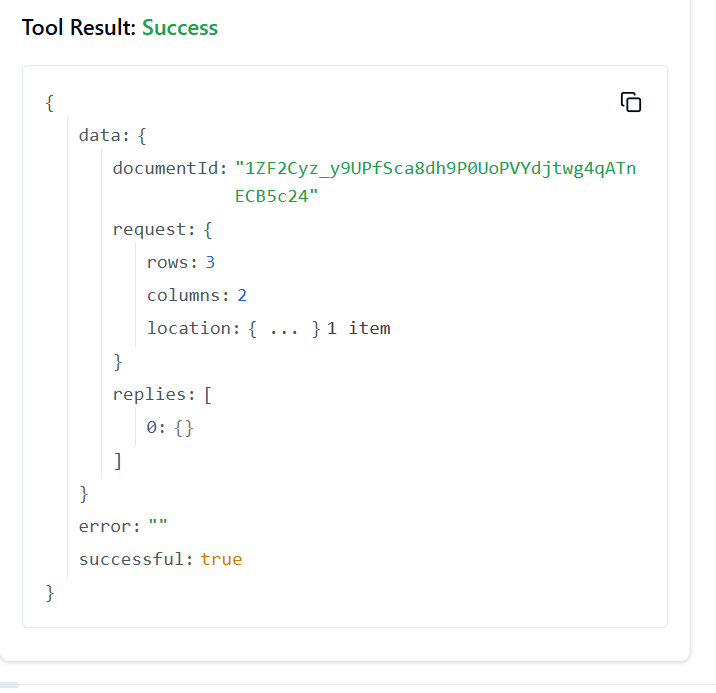 Tool Result: Success
{
data: {
documentId: "1ZF2Cyz_y9UPfSca8dh9P0UoPVYdjtwg4qATn
ECB5c24"
request: {
rows: 3
columns: 2
location: { ... } 1 item
}
replies: [
0: {}
]
}
error: ""
successful: true
}